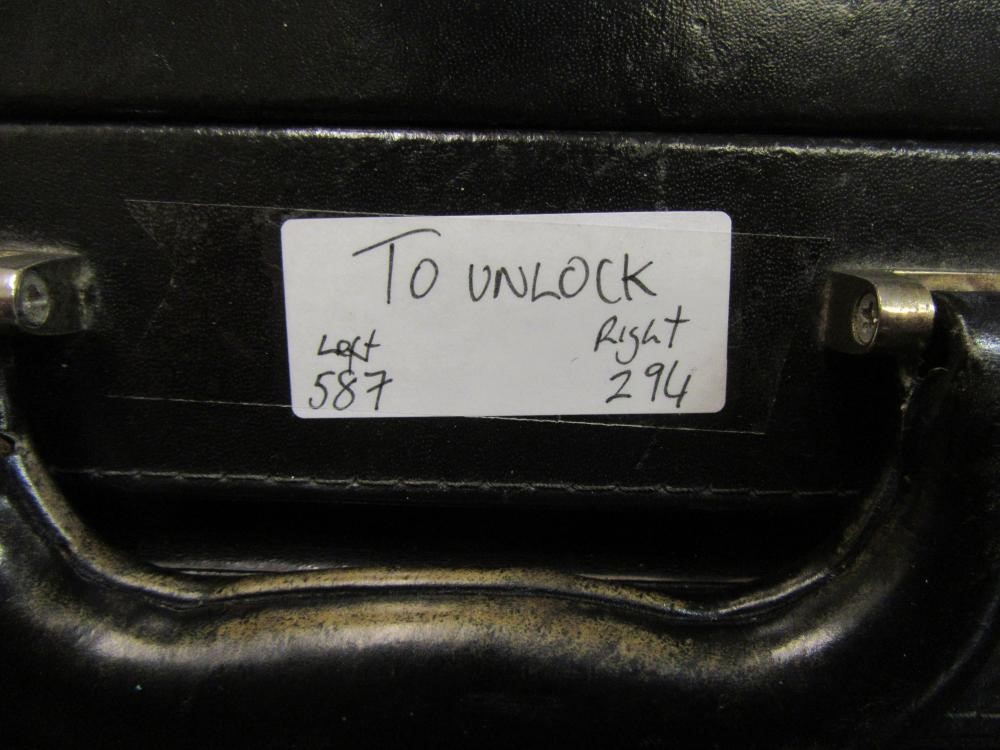 TO UNLOCK
Left Right
587 294